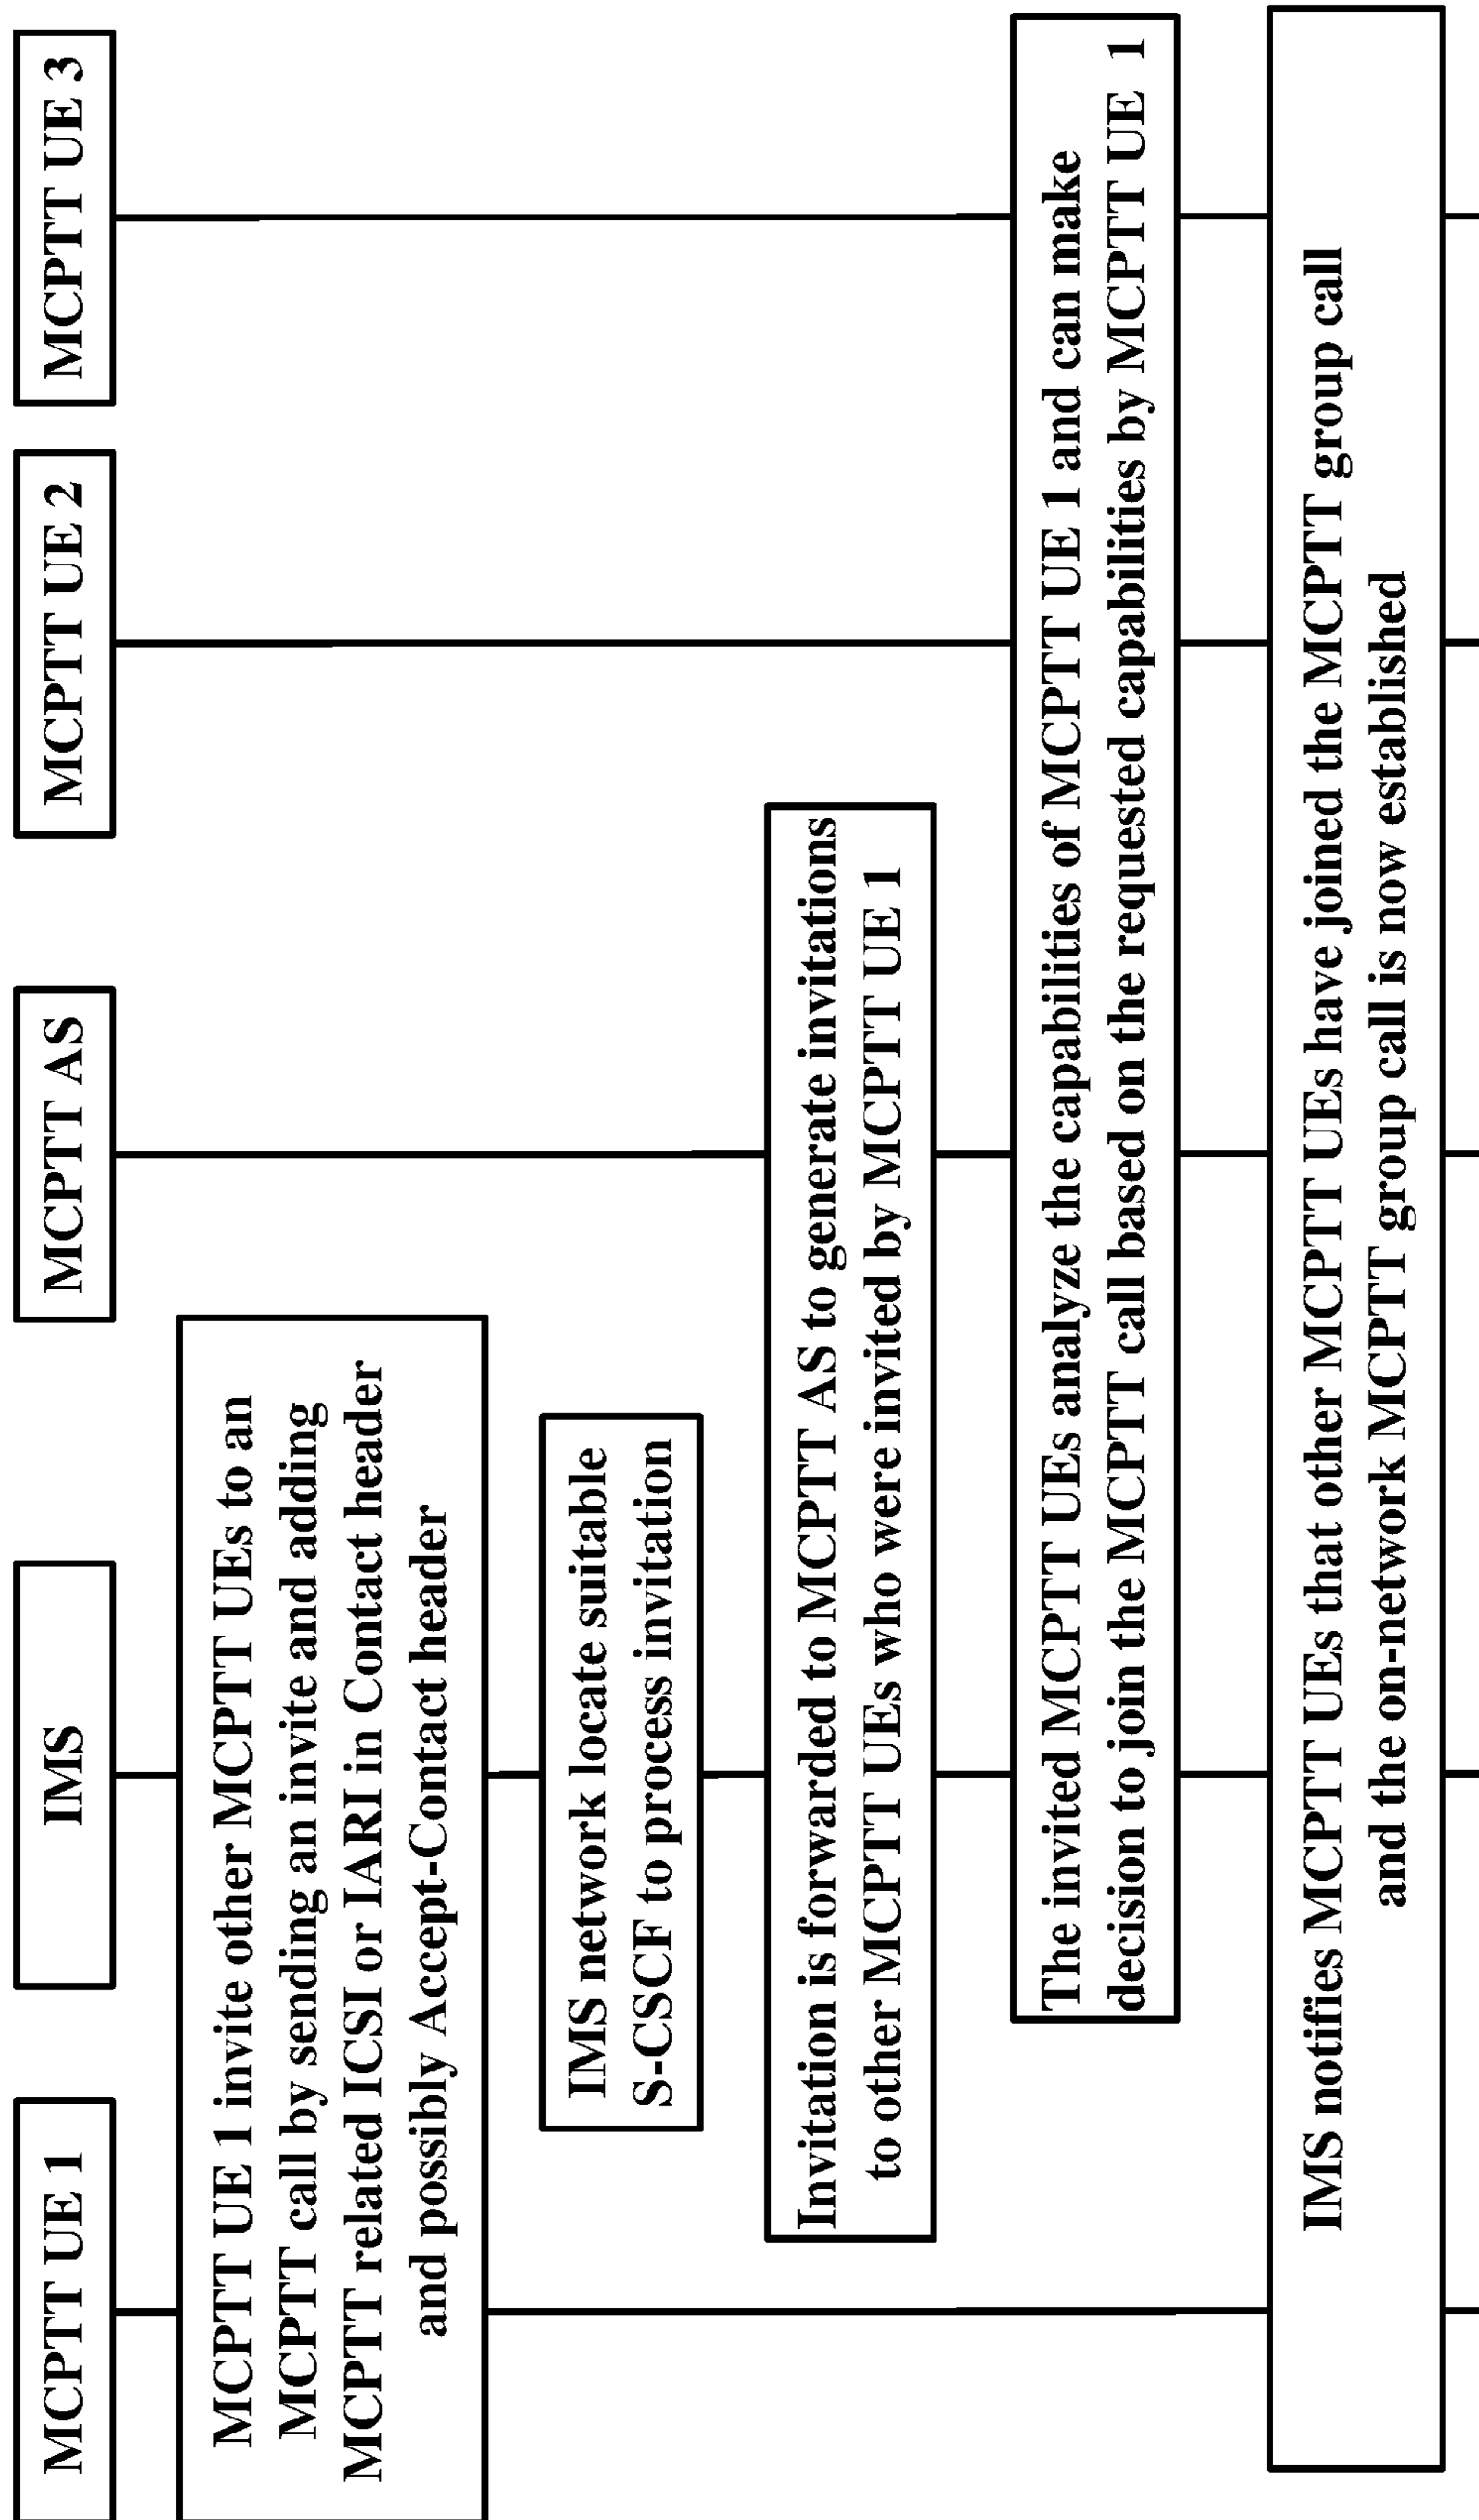 MCPTT UE 1
IMS
MCPTT AS
MCPTT UE 2
MCPTT UE 3
MCPTT UE 1 invite other MCPTT UEs to an
MCPTT call by sending an invite and adding
MCPTT related ICSI or IARI in Contact header
and possibly Accept-Contact header
IMS network locate suitable
S-CSCF to process invitation
Invitation is forwarded to MCPTT AS to generate invitations
to other MCPTT UEs who were invited by MCPTT UE 1
The invited MCPTT UEs analyze the capabilities of MCPTT UE 1 and can make
decision to join the MCPTT call based on the requested capabilities by MCPTT UE 1
IMS notifies MCPTT UEs that other MCPTT UEs have joined the MCPTT group call
and the on-network MCPTT group call is now established